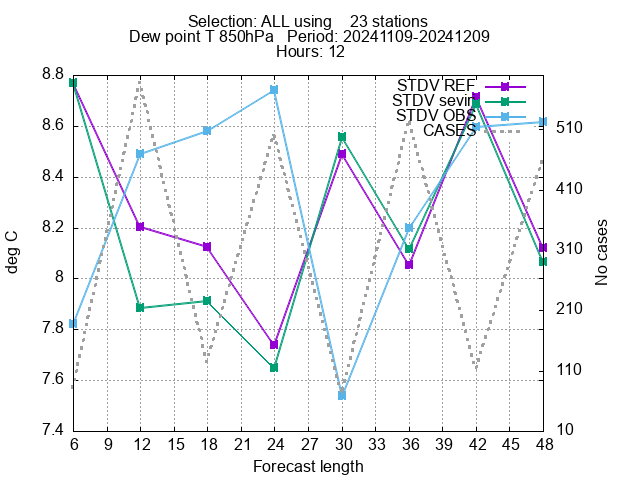 Selection: ALL using 23 stations
Dew point T 850hPa Period: 20241109-20241209
Hours: 12
STDV REF
STDV sevir
STDV OBS
CASES
8.8
8.6
8.4
8.2
8
7.8
7.6
7.4
deg C
510
410
310
210
110
10
No cases
6 9 12 15 18 21 24 27 30 33 36 39 42 45 48
Forecast length